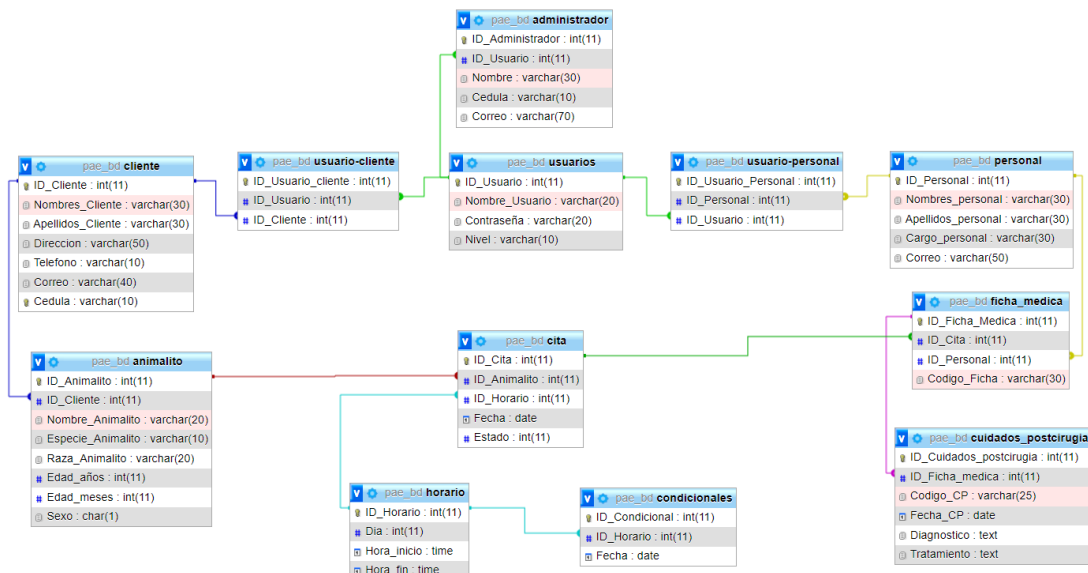 pae_bd administrador
ID_Administrador : int(11)
ID_Usuario : int(11)
Nombre : varchar(30)
Cedula : varchar(10)
Correo : varchar(70)
pae_bd cliente
ID_Cliente : int(11)
Nombres_Cliente : varchar(30)
Apellidos_Cliente : varchar(30)
Direccion : varchar(50)
Telefono : varchar(10)
Correo : varchar(40)
Cedula : varchar(10)
pae_bd usuario-cliente
ID_Usuario_cliente : int(11)
ID_Usuario : int(11)
ID_Cliente : int(11)
pae_bd usuarios
ID_Usuario : int(11)
Nombre_Usuario : varchar(20)
Contraseña : varchar(20)
Nivel : varchar(10)
pae_bd usuario-personal
ID_Usuario_Personal : int(11)
ID_Personal : int(11)
ID_Usuario : int(11)
pae_bd personal
ID_Personal : int(11)
Nombres_personal : varchar(30)
Apellidos_personal : varchar(30)
Cargo_personal : varchar(30)
Correo : varchar(50)
pae_bd ficha_medica
ID_Ficha_Medica : int(11)
ID_Cita : int(11)
ID_Personal : int(11)
Codigo_Ficha : varchar(30)
pae_bd animalito
ID_Animalito : int(11)
ID_Cliente : int(11)
Nombre_Animalito : varchar(20)
Especie_Animalito : varchar(10)
Raza_Animalito : varchar(20)
Edad_años : int(11)
Edad_meses : int(11)
Sexo : char(1)
pae_bd cita
ID_Cita : int(11)
ID_Animalito : int(11)
ID_Horario : int(11)
Fecha : date
Estado : int(11)
pae_bd cuidados_postcirugia
ID_Cuidados_postcirugia : int(11)
ID_Ficha_medica : int(11)
Codigo_CP : varchar(25)
Fecha_CP : date
Diagnostico : text
Tratamiento : text
pae_bd horario
ID_Horario : int(11)
Dia : int(11)
Hora_inicio : time
Hora_fin : time
pae_bd condicionales
ID_Condicional : int(11)
ID_Horario : int(11)
Fecha : date